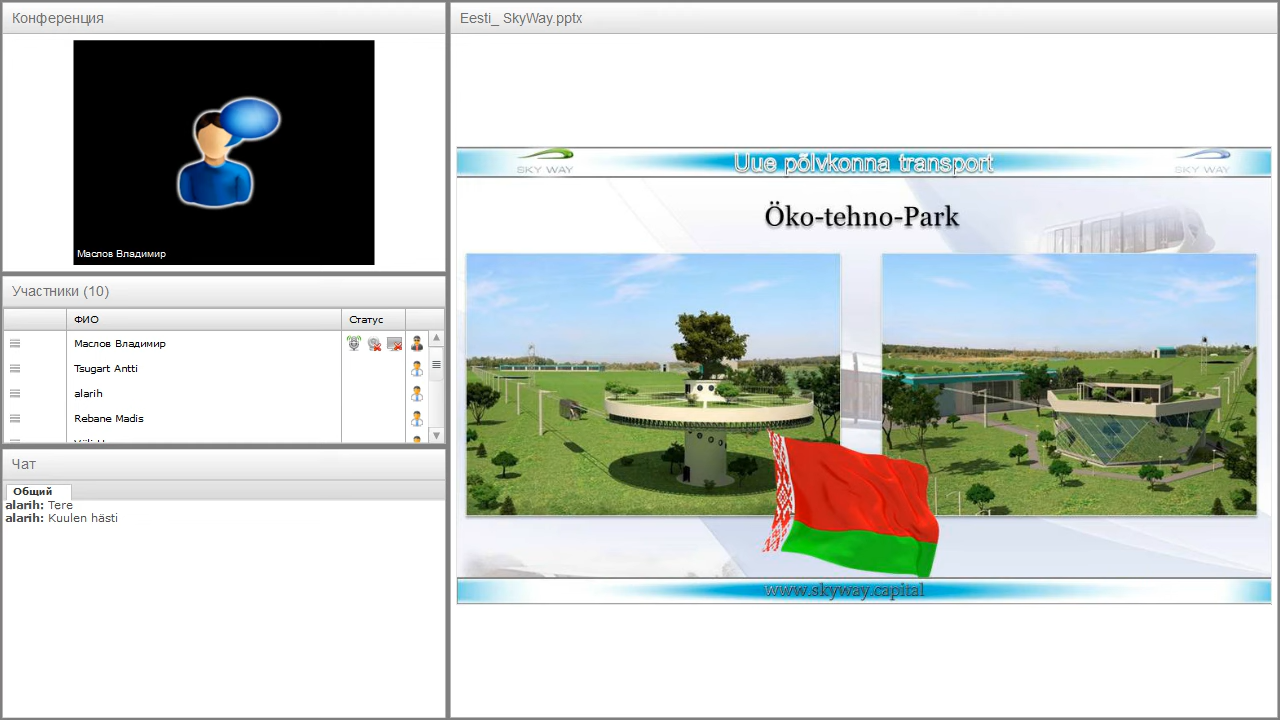 Конференция
Маслов Владимир
Участники (10)
ФИО
Статус
Маслов Владимир
Tsugart Antti
alarih
Rebane Madis
Чат
Общий
alarih: Tere
alarih: Kuulen hästi
Eesti_ SkyWay.pptx
SKY WAY
Uue põlvkonna transport
SKY WAY
Öko-tehno-Park
www.skyway.capital